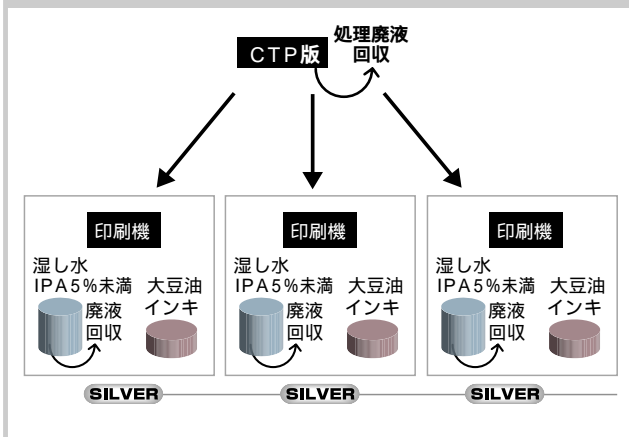 CTP版
処理廃液
回収
印刷機
湿し水
IPA5%未満
廃液
回収
大豆油
インキ
印刷機
湿し水
IPA5%未満
廃液
回収
大豆油
インキ
印刷機
湿し水
IPA5%未満
廃液
回収
大豆油
インキ
SILVER
SILVER
SILVER